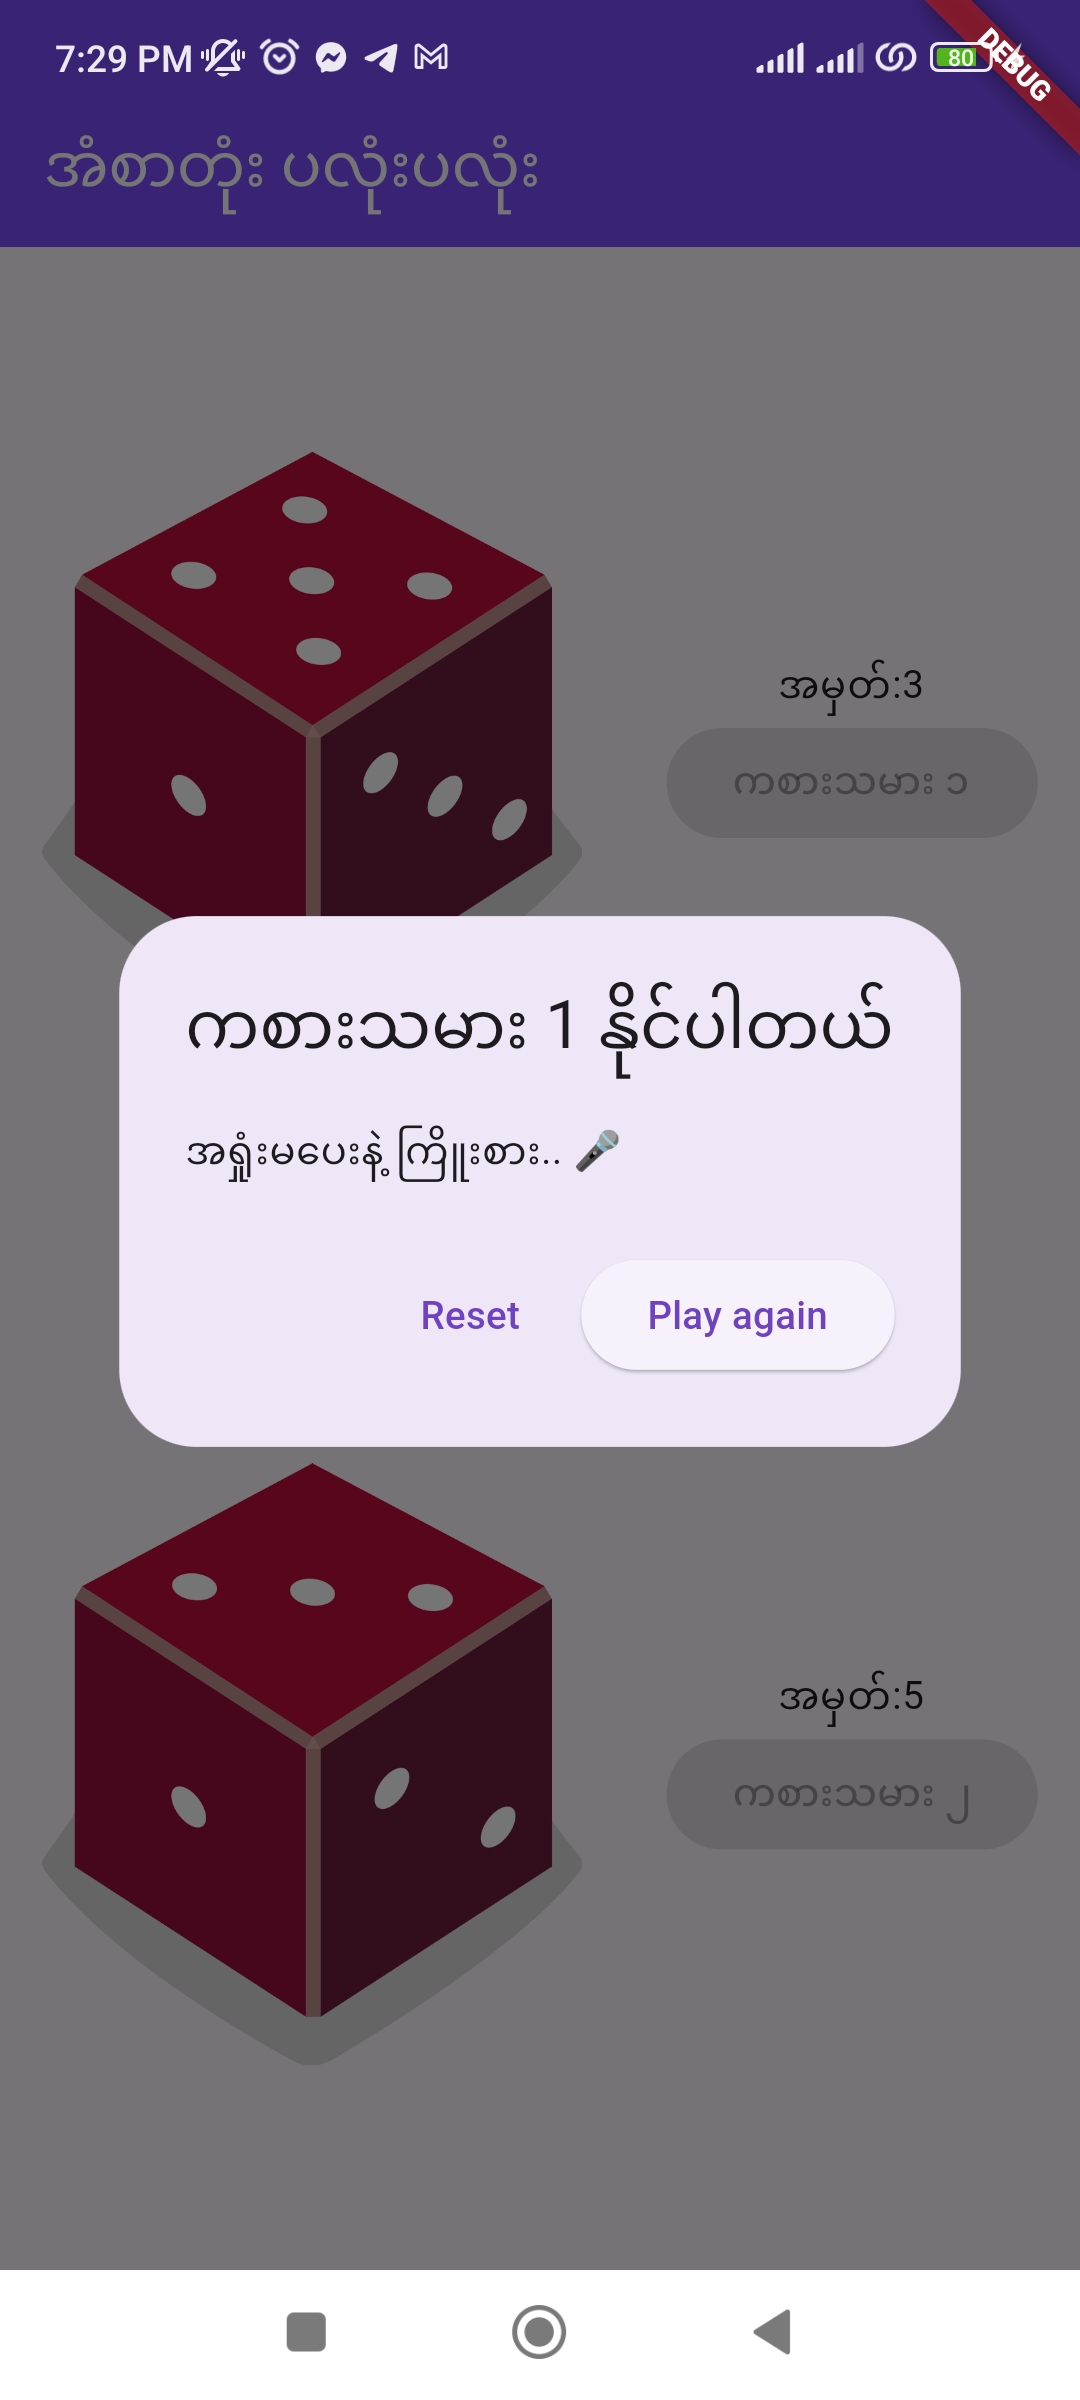 7:29 PM
80
DEBUG
အံစာတုံး ပလုံးပလုံး
အမှတ်:3
ကစားသမား ၁
ကစားသမား 1 နိုင်ပါတယ်
အရှုံးမပေးနဲ့ ကြိုးစား.. 🎤
Reset
Play again
အမှတ်:5
ကစားသမား ၂